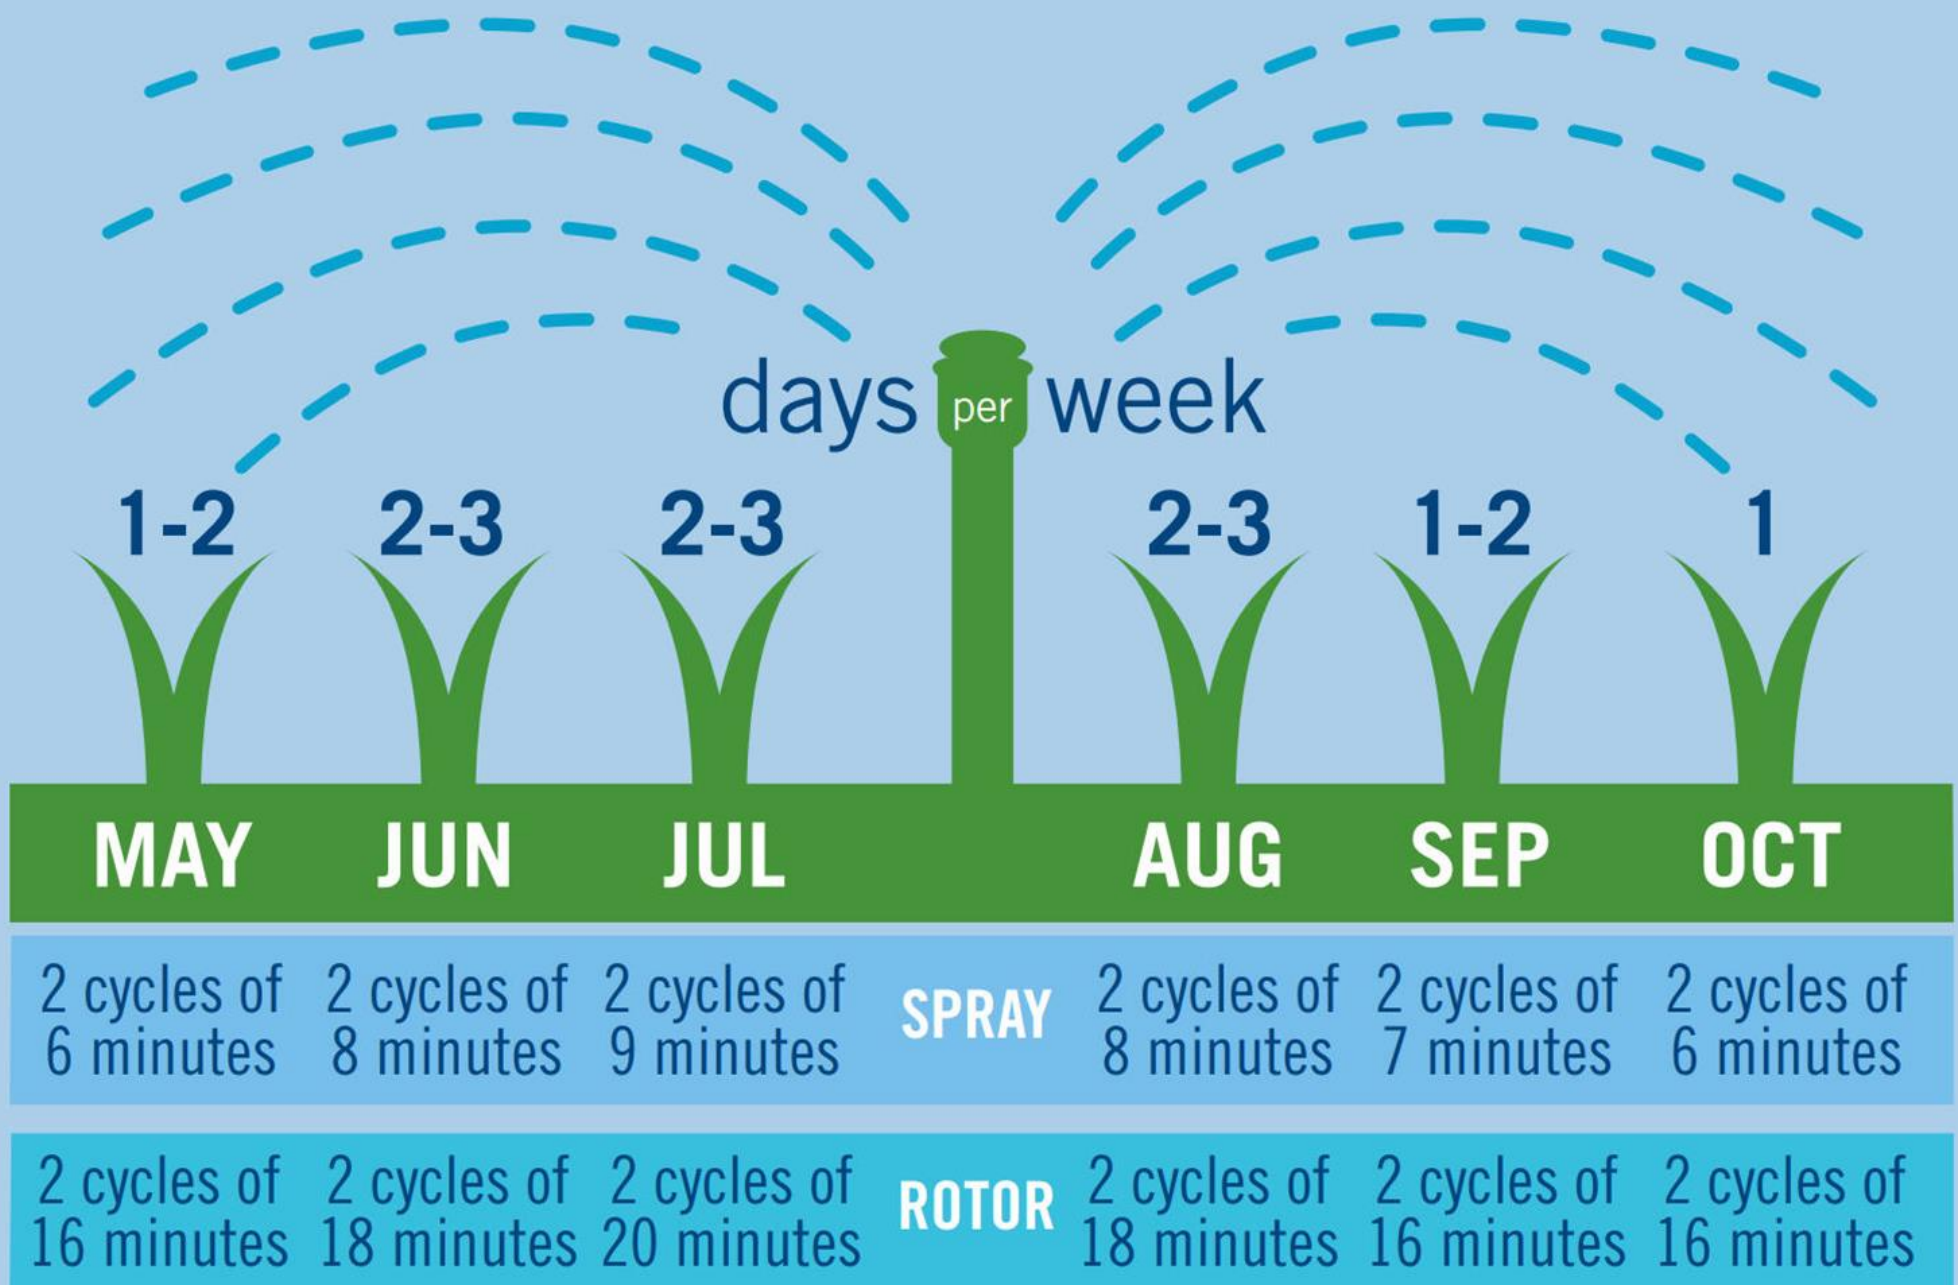 days per week
1-2 2-3 2-3 2-3 1-2 1
MAY JUN JUL AUG SEP OCT
2 cycles of 2 cycles of 2 cycles of SPRAY 2 cycles of 2 cycles of 2 cycles of
6 minutes 8 minutes 9 minutes 8 minutes 7 minutes 6 minutes
2 cycles of 2 cycles of 2 cycles of ROTOR 2 cycles of 2 cycles of 2 cycles of
16 minutes 18 minutes 20 minutes 18 minutes 16 minutes 16 minutes